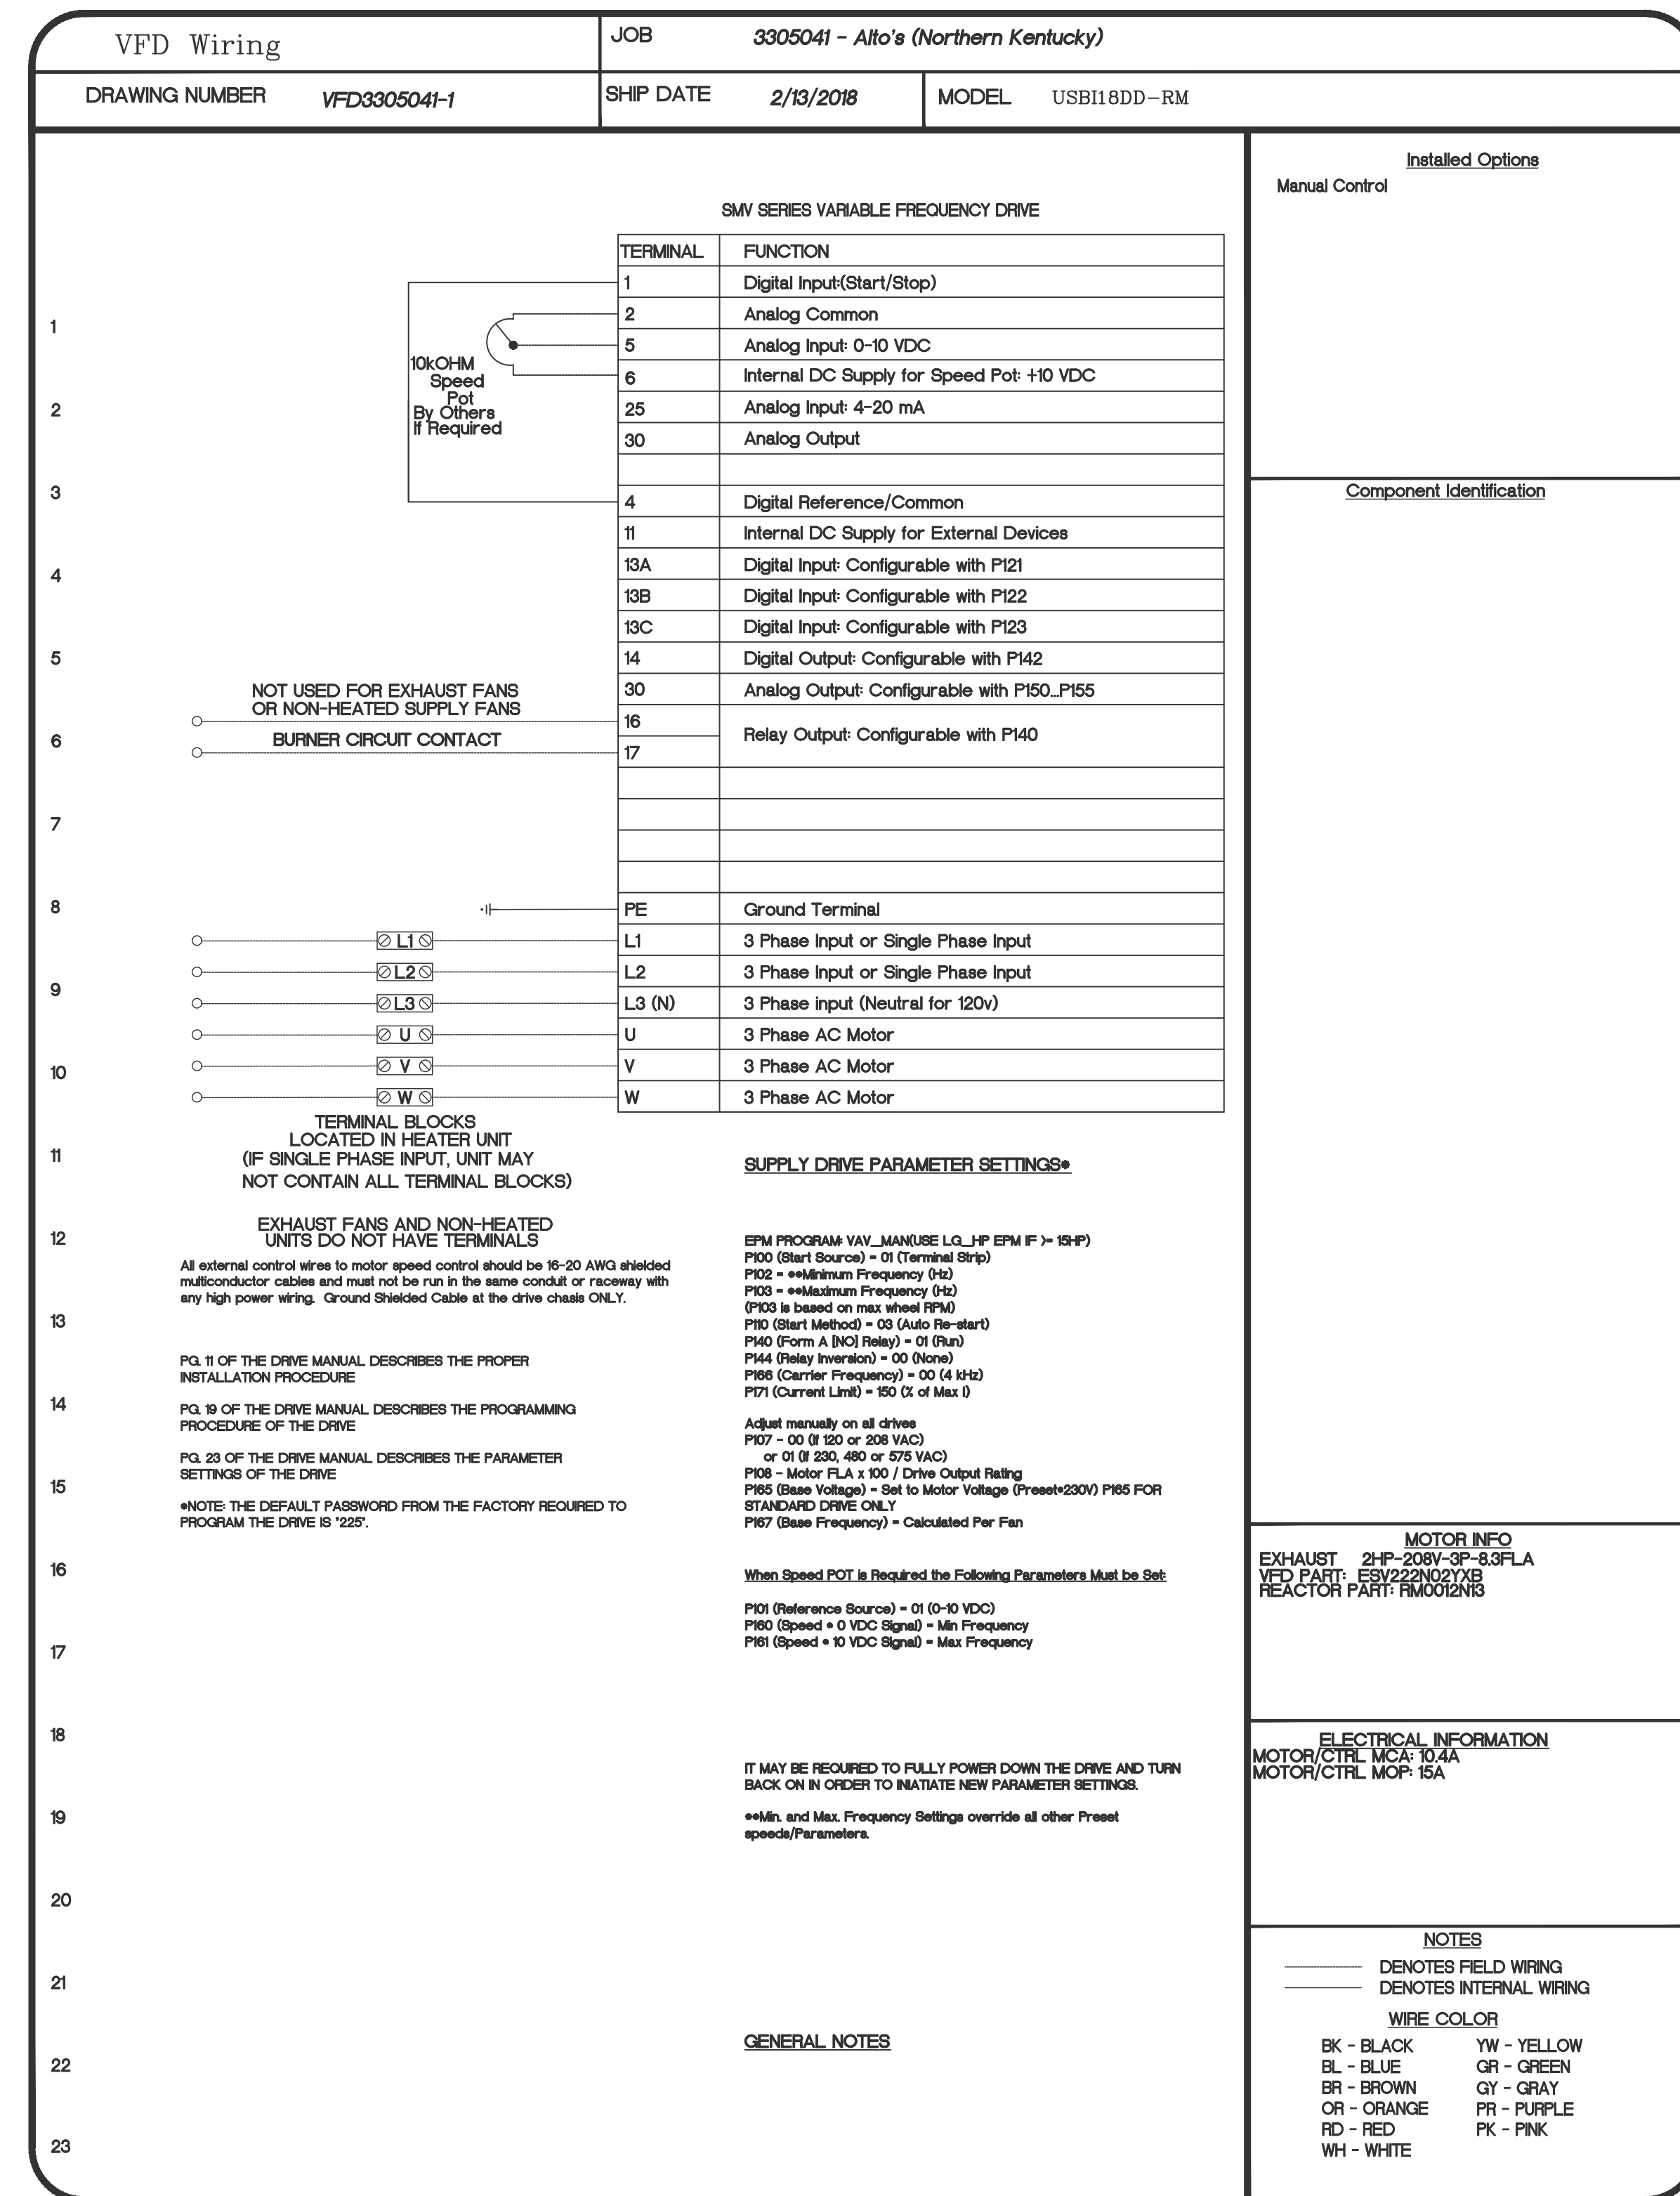 VFD Wiring
JOB 3305041 - Alto's (Northern Kentucky)
DRAWING NUMBER VFD3305041-1
SHIP DATE 2/13/2018
MODEL USBI18DD-RM
SMV SERIES VARIABLE FREQUENCY DRIVE
TERMINAL FUNCTION
1 Digital Input:(Start/Stop)
2 Analog Common
5 Analog Input: 0-10 VDC
6 Internal DC Supply for Speed Pot: +10 VDC
25 Analog Input: 4-20 mA
30 Analog Output
4 Digital Reference/Common
11 Internal DC Supply for External Devices
13A Digital Input: Configurable with P121
13B Digital Input: Configurable with P122
13C Digital Input: Configurable with P123
14 Digital Output: Configurable with P142
30 Analog Output: Configurable with P150...P155
16
Relay Output: Configurable with P140
17
PE Ground Terminal
L1 3 Phase Input or Single Phase Input
L2 3 Phase Input or Single Phase Input
L3 (N) 3 Phase input (Neutral for 120v)
U 3 Phase AC Motor
V 3 Phase AC Motor
W 3 Phase AC Motor
10kOHM
Speed
Pot
By Others
If Required
NOT USED FOR EXHAUST FANS
OR NON-HEATED SUPPLY FANS
BURNER CIRCUIT CONTACT
L1
L2
L3
U
V
W
TERMINAL BLOCKS
LOCATED IN HEATER UNIT
(IF SINGLE PHASE INPUT, UNIT MAY
NOT CONTAIN ALL TERMINAL BLOCKS)
EXHAUST FANS AND NON-HEATED
UNITS DO NOT HAVE TERMINALS
All external control wires to motor speed control should be 16-20 AWG shielded
multiconductor cables and must not be run in the same conduit or raceway with
any high power wiring. Ground Shielded Cable at the drive chasis ONLY.
PG. 11 OF THE DRIVE MANUAL DESCRIBES THE PROPER
INSTALLATION PROCEDURE
PG. 19 OF THE DRIVE MANUAL DESCRIBES THE PROGRAMMING
PROCEDURE OF THE DRIVE
PG. 23 OF THE DRIVE MANUAL DESCRIBES THE PARAMETER
SETTINGS OF THE DRIVE
*NOTE: THE DEFAULT PASSWORD FROM THE FACTORY REQUIRED TO
PROGRAM THE DRIVE IS "225".
SUPPLY DRIVE PARAMETER SETTINGS*
EPM PROGRAM: VAV_MAN(USE LG_HP EPM IF >= 15HP)
P100 (Start Source) = 01 (Terminal Strip)
P102 = **Minimum Frequency (Hz)
P103 = **Maximum Frequency (Hz)
(P103 is based on max wheel RPM)
P110 (Start Method) = 03 (Auto Re-start)
P140 (Form A [NO] Relay) = 01 (Run)
P144 (Relay Inversion) = 00 (None)
P166 (Carrier Frequency) = 00 (4 kHz)
P171 (Current Limit) = 150 (% of Max I)
Adjust manually on all drives
P107 - 00 (If 120 or 208 VAC)
or 01 (If 230, 480 or 575 VAC)
P108 - Motor FLA x 100 / Drive Output Rating
P165 (Base Voltage) = Set to Motor Voltage (Preset*230V) P165 FOR
STANDARD DRIVE ONLY
P167 (Base Frequency) = Calculated Per Fan
When Speed POT is Required the Following Parameters Must be Set:
P101 (Reference Source) = 01 (0-10 VDC)
P160 (Speed * 0 VDC Signal) = Min Frequency
P161 (Speed * 10 VDC Signal) = Max Frequency
IT MAY BE REQUIRED TO FULLY POWER DOWN THE DRIVE AND TURN
BACK ON IN ORDER TO INIATIATE NEW PARAMETER SETTINGS.
**Min. and Max. Frequency Settings override all other Preset
speeds/Parameters.
GENERAL NOTES
1
2
3
4
5
6
7
8
9
10
11
12
13
14
15
16
17
18
19
20
21
22
23
Installed Options
Manual Control
Component Identification
MOTOR INFO
EXHAUST 2HP-208V-3P-8.3FLA
VFD PART: ESV222N02YXB
REACTOR PART: RM0012N13
ELECTRICAL INFORMATION
MOTOR/CTRL MCA: 10.4A
MOTOR/CTRL MOP: 15A
NOTES
DENOTES FIELD WIRING
DENOTES INTERNAL WIRING
WIRE COLOR
BK - BLACK YW - YELLOW
BL - BLUE GR - GREEN
BR - BROWN GY - GRAY
OR - ORANGE PR - PURPLE
RD - RED PK - PINK
WH - WHITE